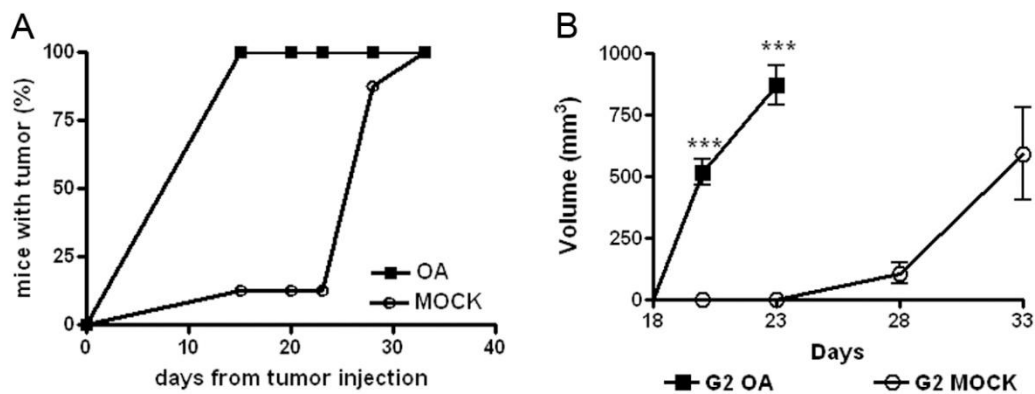 A
mice with tumor (%)
100
75
50
25
0
0 10 20 30 40
days from tumor injection
OA
MOCK
B
Volume (mm³)
1000
750
500
250
0
18 23 28 33
Days
***
***
G2 OA G2 MOCK